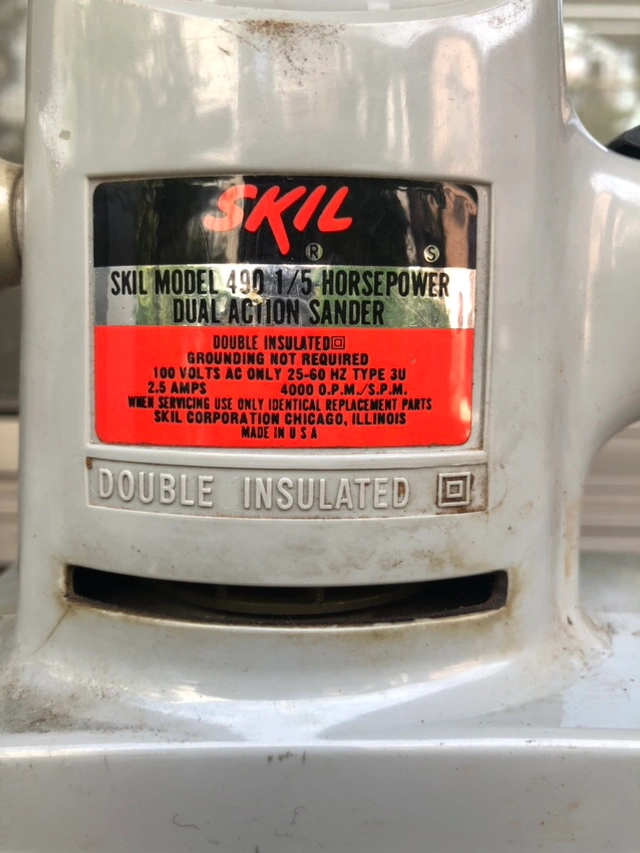 SKIL
® S
SKIL MODEL 490 1/5 HORSEPOWER
DUAL ACTION SANDER
DOUBLE INSULATED
GROUNDING NOT REQUIRED
100 VOLTS AC ONLY 25-60 HZ TYPE 3U
2.5 AMPS 4000 O.P.M./S.P.M.
WHEN SERVICING USE ONLY IDENTICAL REPLACEMENT PARTS
SKIL CORPORATION CHICAGO, ILLINOIS
MADE IN U S A
DOUBLE INSULATED